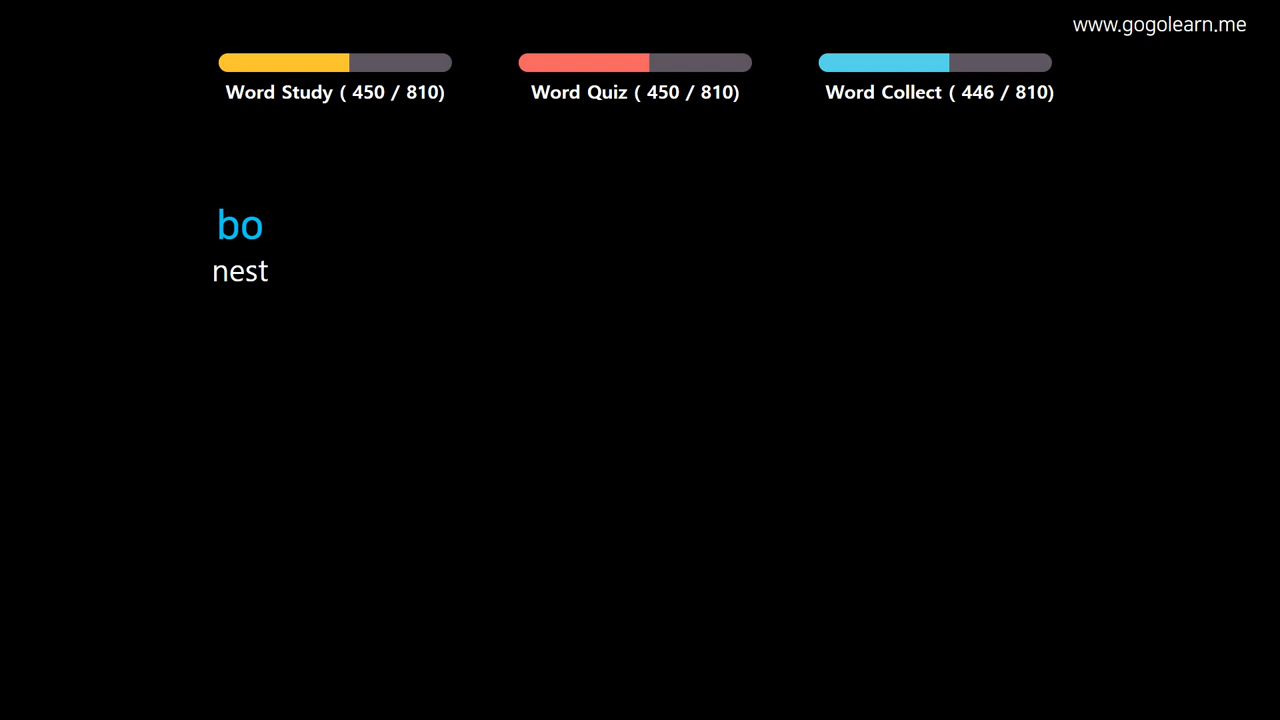 www.gogolearn.me
Word Study ( 450 / 810)
Word Quiz ( 450 / 810)
Word Collect ( 446 / 810)
bo
nest